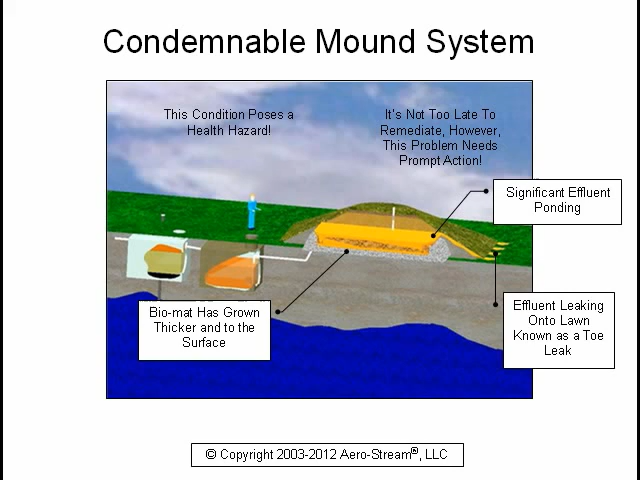 Condemnable Mound System
This Condition Poses a
Health Hazard!
It's Not Too Late To
Remediate, However,
This Problem Needs
Prompt Action!
Significant Effluent
Ponding
Bio-mat Has Grown
Thicker and to the
Surface
Effluent Leaking
Onto Lawn
Known as a Toe
Leak
© Copyright 2003-2012 Aero-Stream®, LLC